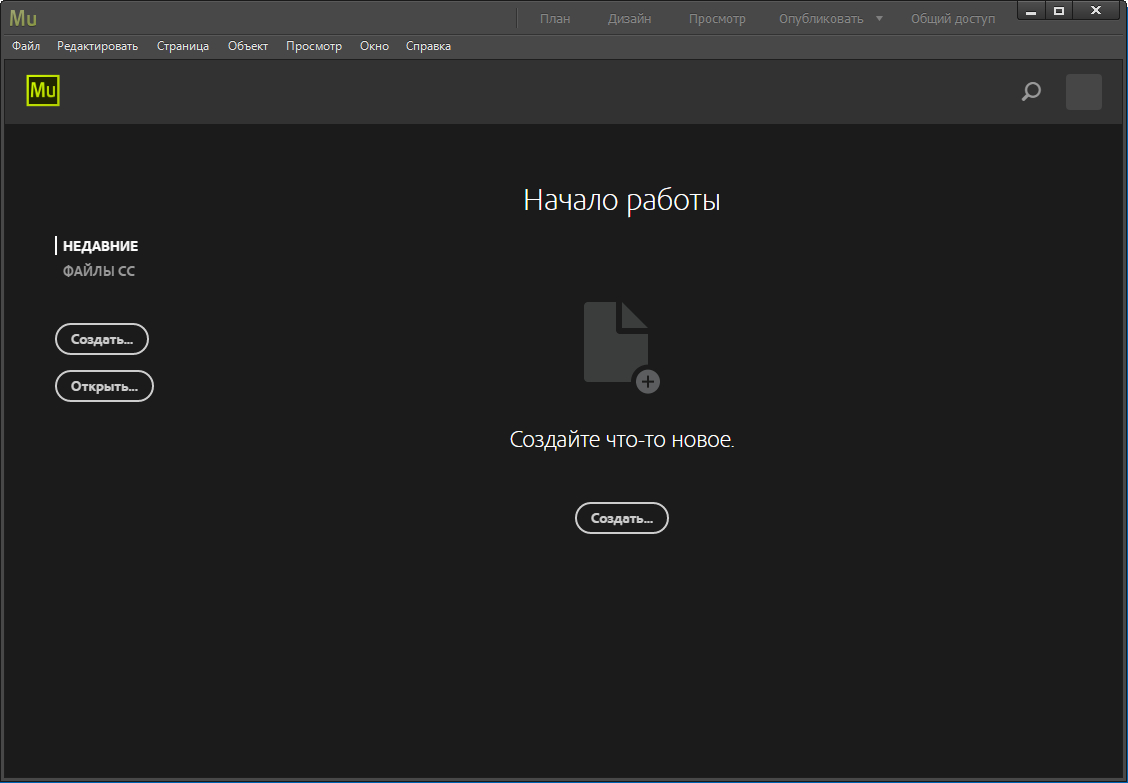 Mu План Дизайн Просмотр Опубликовать Общий доступ
Файл Редактировать Страница Объект Просмотр Окно Справка
Mu
Начало работы
НЕДАВНИЕ
ФАЙЛЫ CC
Создать...
Открыть...
Создайте что-то новое.
Создать...